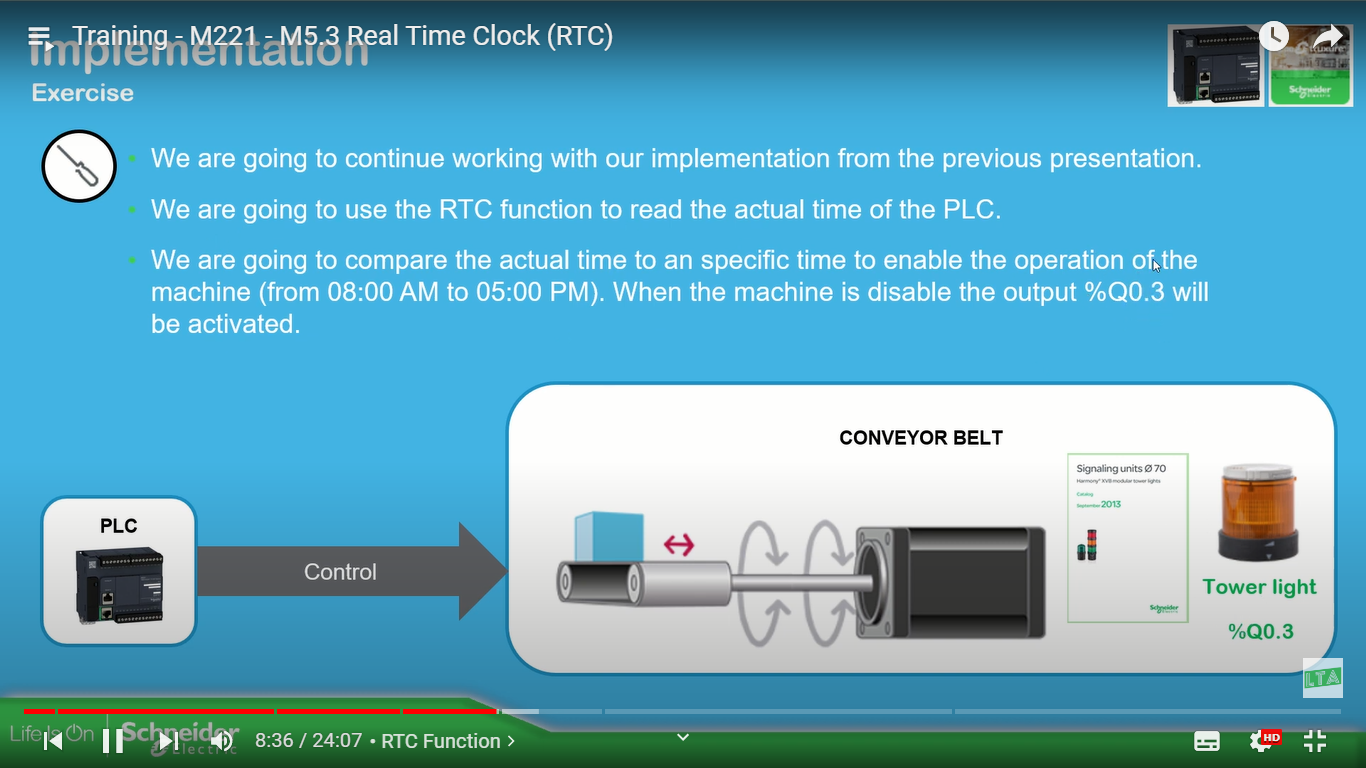 Training - M221 - M5.3 Real Time Clock (RTC)
Implementation
Exercise
Schneider
Electric
We are going to continue working with our implementation from the previous presentation.
We are going to use the RTC function to read the actual time of the PLC.
We are going to compare the actual time to an specific time to enable the operation of the
machine (from 08:00 AM to 05:00 PM). When the machine is disable the output %Q0.3 will
be activated.
CONVEYOR BELT
Signaling units Ø 70
Harmony® XVB modular tower lights
Catalog
September 2013
Schneider
Electric
PLC
Control
Tower light
%Q0.3
LTA
Life Is On
Schneider
Electric
8:36 / 24:07 • RTC Function >
HD